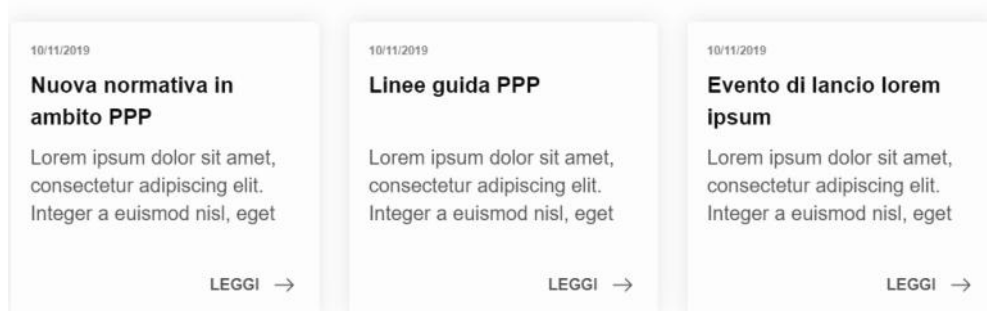 10/11/2019
Nuova normativa in
ambito PPP
Lorem ipsum dolor sit amet,
consectetur adipiscing elit.
Integer a euismod nisl, eget
LEGGI →
10/11/2019
Linee guida PPP
Lorem ipsum dolor sit amet,
consectetur adipiscing elit.
Integer a euismod nisl, eget
LEGGI →
10/11/2019
Evento di lancio lorem
ipsum
Lorem ipsum dolor sit amet,
consectetur adipiscing elit.
Integer a euismod nisl, eget
LEGGI →